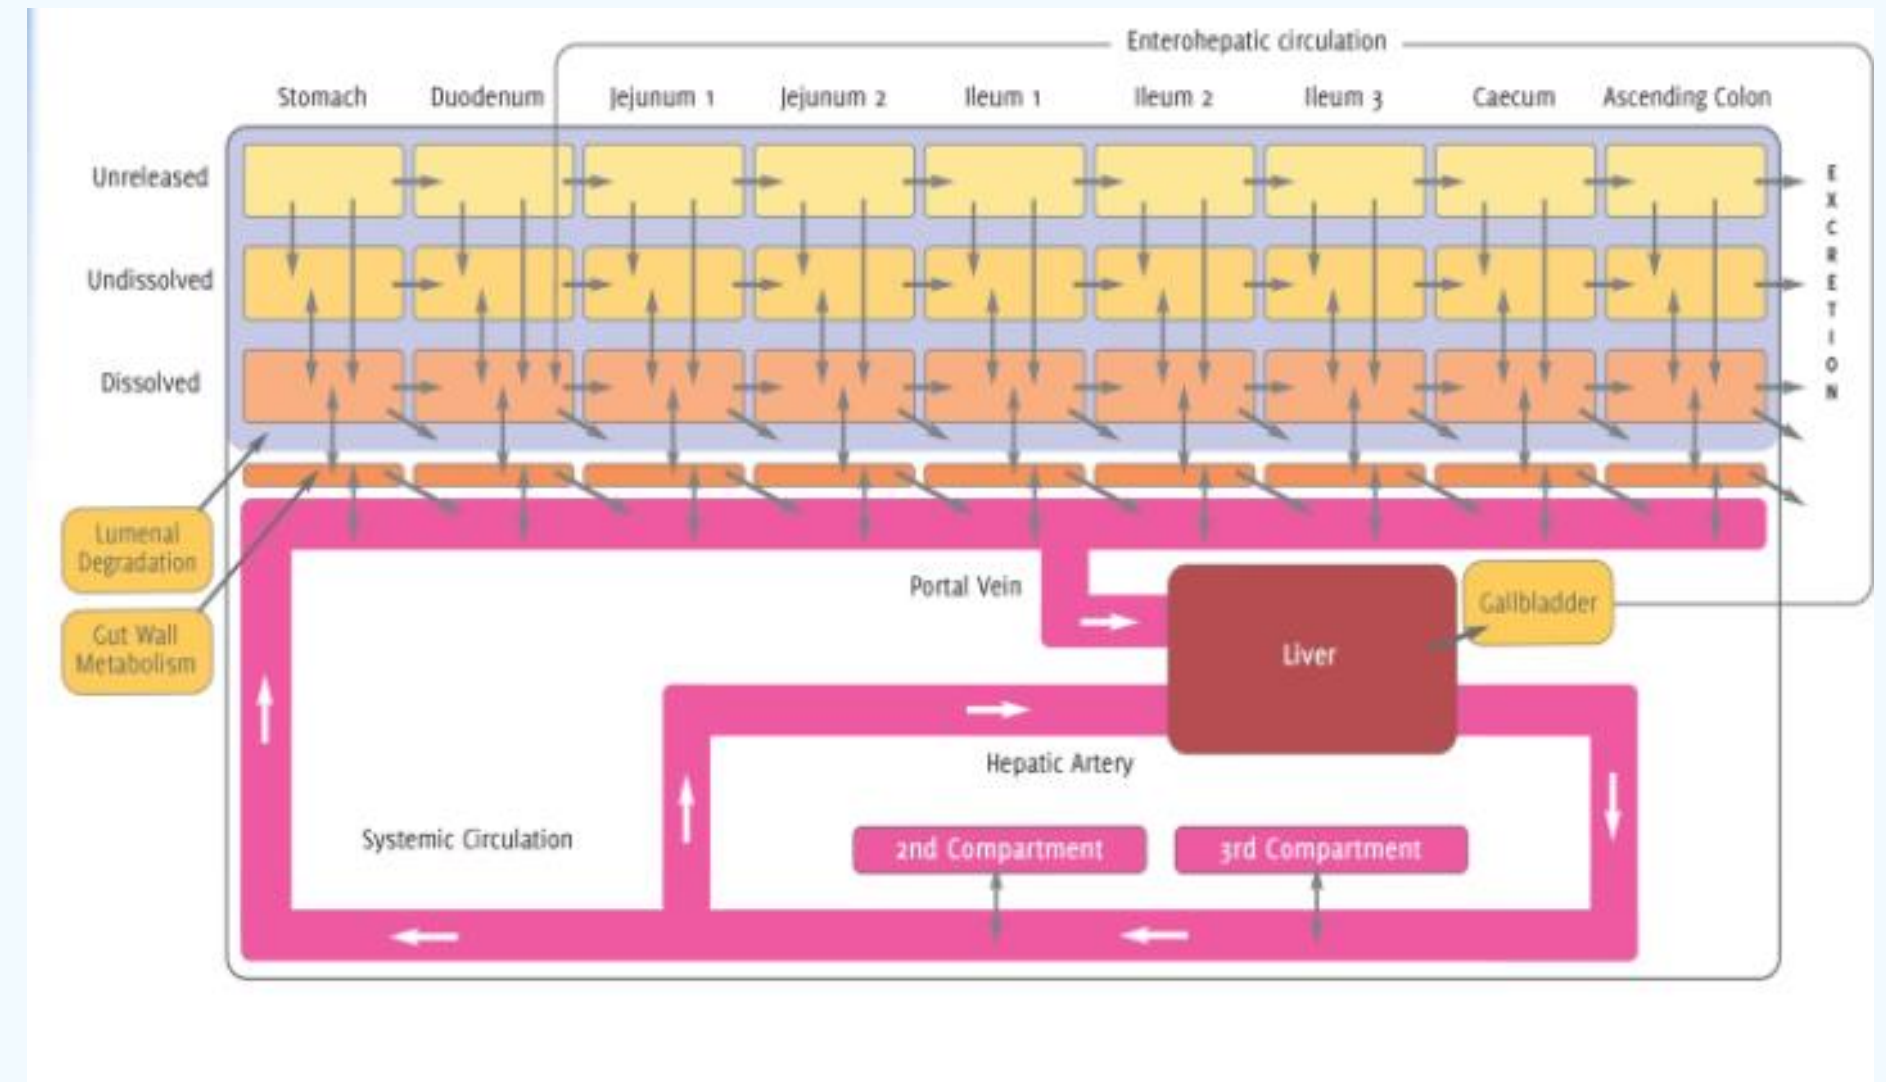 Enterohepatic circulation
Stomach Duodenum Jejunum 1 Jejunum 2 Ileum 1 Ileum 2 Ileum 3 Caecum Ascending Colon
Unreleased
Undissolved
Dissolved
EXCRETION
Lumenal
Degradation
Gut Wall
Metabolism
Portal Vein
Liver
Gallbladder
Hepatic Artery
Systemic Circulation
2nd Compartment
3rd Compartment